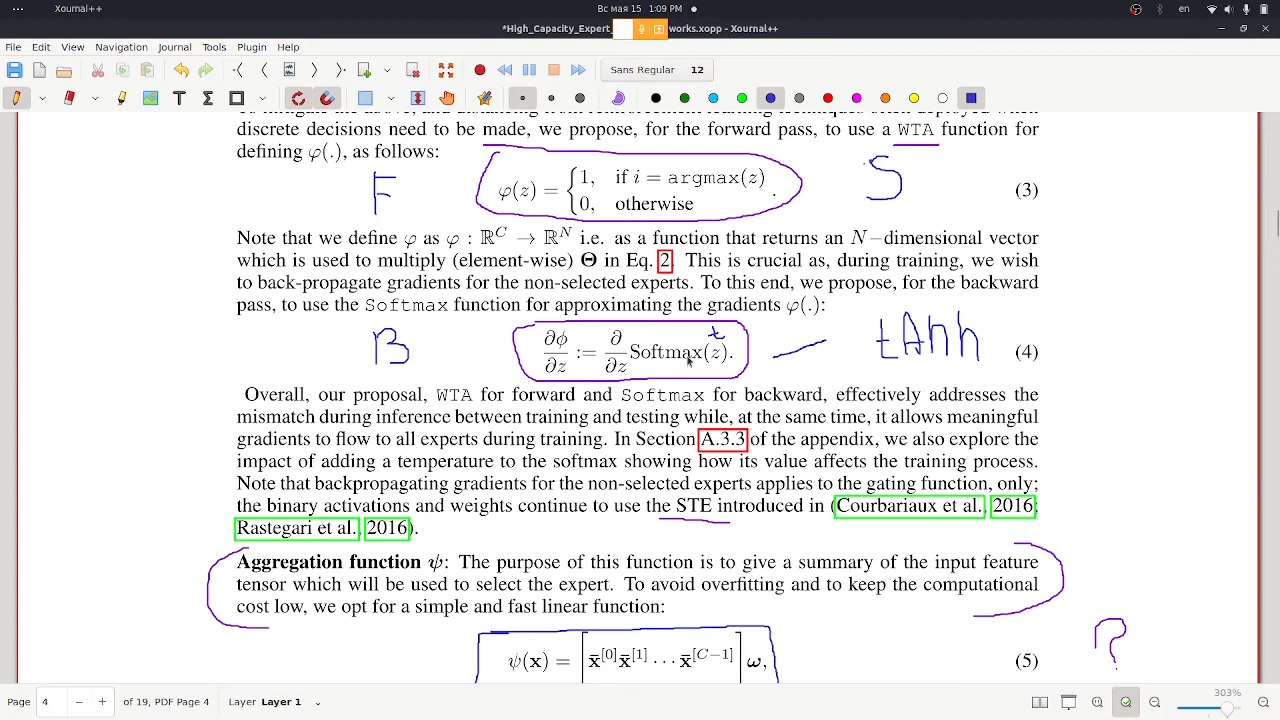 Xournal++
Вс мая 15 1:09 PM
en
*High_Capacity_Expert_ works.xopp - Xournal++
File Edit View Navigation Journal Tools Plugin Help
Sans Regular 12
discrete decisions need to be made, we propose, for the forward pass, to use a WTA function for
defining φ(.), as follows:
F
φ(z) = {1, if i = argmax(z)
0, otherwise .
S
(3)
Note that we define φ as φ : ℝ^C → ℝ^N i.e. as a function that returns an N−dimensional vector
which is used to multiply (element-wise) Θ in Eq. 2. This is crucial as, during training, we wish
to back-propagate gradients for the non-selected experts. To this end, we propose, for the backward
pass, to use the Softmax function for approximating the gradients φ(.):
B
∂ϕ/∂z := ∂/∂z Softmax(z).
t
tAnh
(4)
Overall, our proposal, WTA for forward and Softmax for backward, effectively addresses the
mismatch during inference between training and testing while, at the same time, it allows meaningful
gradients to flow to all experts during training. In Section A.3.3 of the appendix, we also explore the
impact of adding a temperature to the softmax showing how its value affects the training process.
Note that backpropagating gradients for the non-selected experts applies to the gating function, only;
the binary activations and weights continue to use the STE introduced in (Courbariaux et al., 2016;
Rastegari et al., 2016).
Aggregation function ψ: The purpose of this function is to give a summary of the input feature
tensor which will be used to select the expert. To avoid overfitting and to keep the computational
cost low, we opt for a simple and fast linear function:
ψ(x) = [x̄^[0] x̄^[1] ⋯ x̄^[C−1]] ω,
(5)
?
Page 4 of 19, PDF Page 4 Layer Layer 1
303%